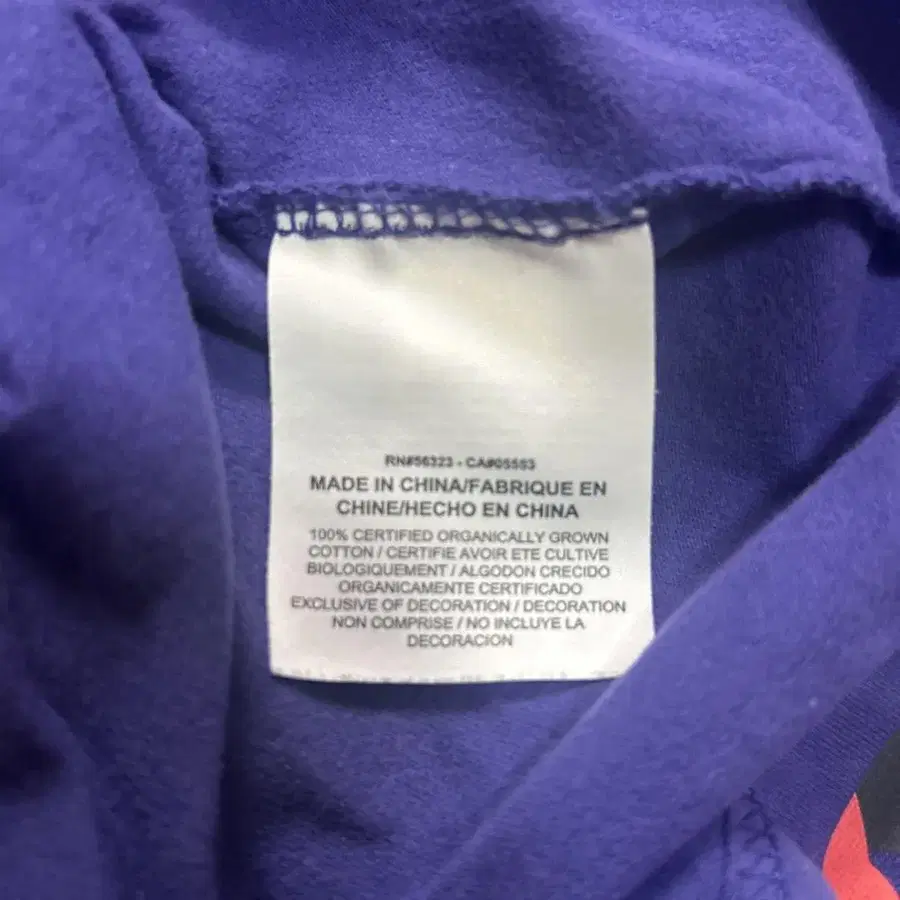 RN#56323 - CA#05553
MADE IN CHINA/FABRIQUE EN
CHINE/HECHO EN CHINA
100% CERTIFIED ORGANICALLY GROWN
COTTON / CERTIFIE AVOIR ETE CULTIVE
BIOLOGIQUEMENT / ALGODON CRECIDO
ORGANICAMENTE CERTIFICADO
EXCLUSIVE OF DECORATION / DECORATION
NON COMPRISE / NO INCLUYE LA
DECORACION